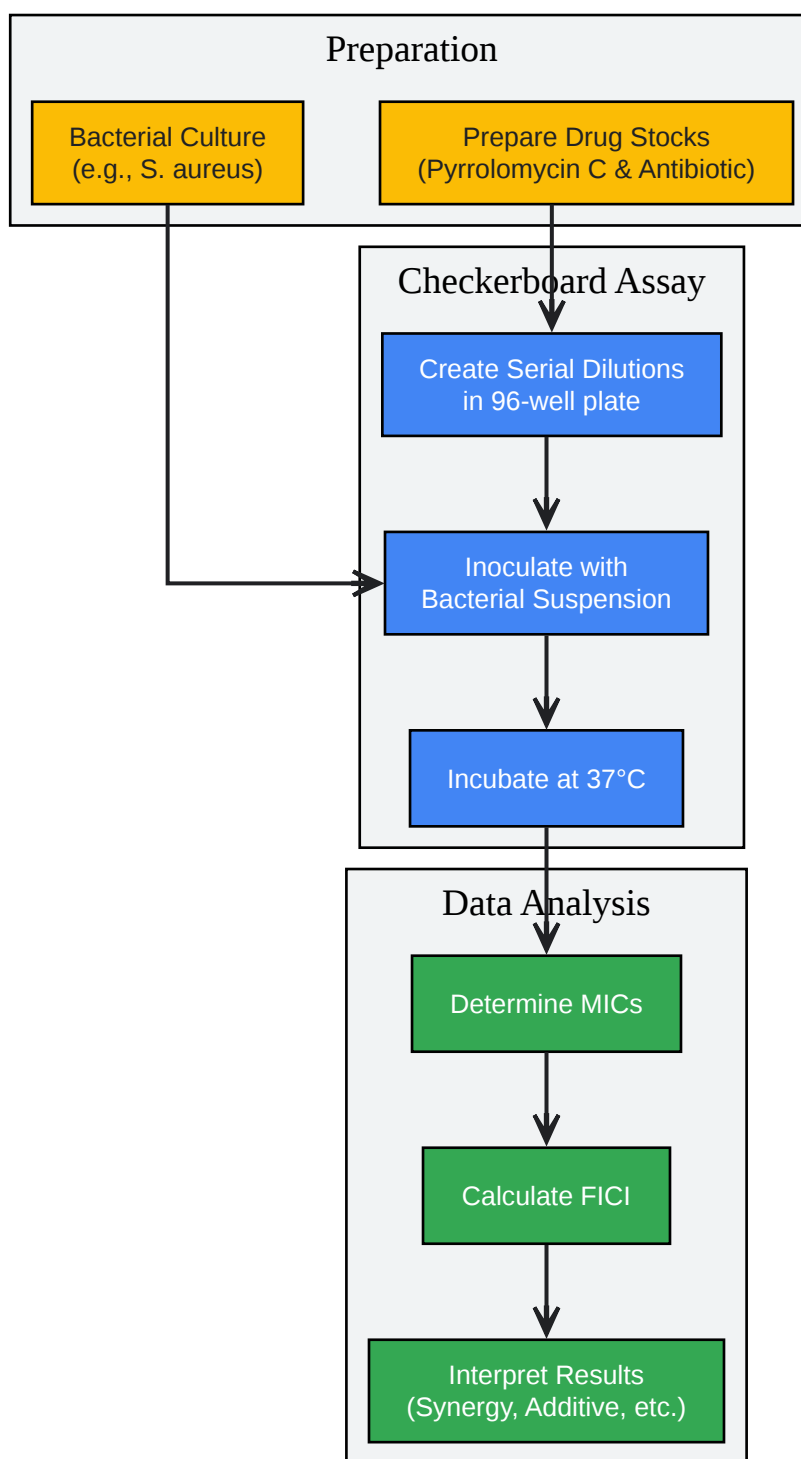 Preparation
Bacterial Culture
(e.g., S. aureus)
Prepare Drug Stocks
(Pyrrolomycin C & Antibiotic)
Checkerboard Assay
Create Serial Dilutions
in 96-well plate
Inoculate with
Bacterial Suspension
Incubate at 37°C
Data Analysis
Determine MICs
Calculate FICI
Interpret Results
(Synergy, Additive, etc.)